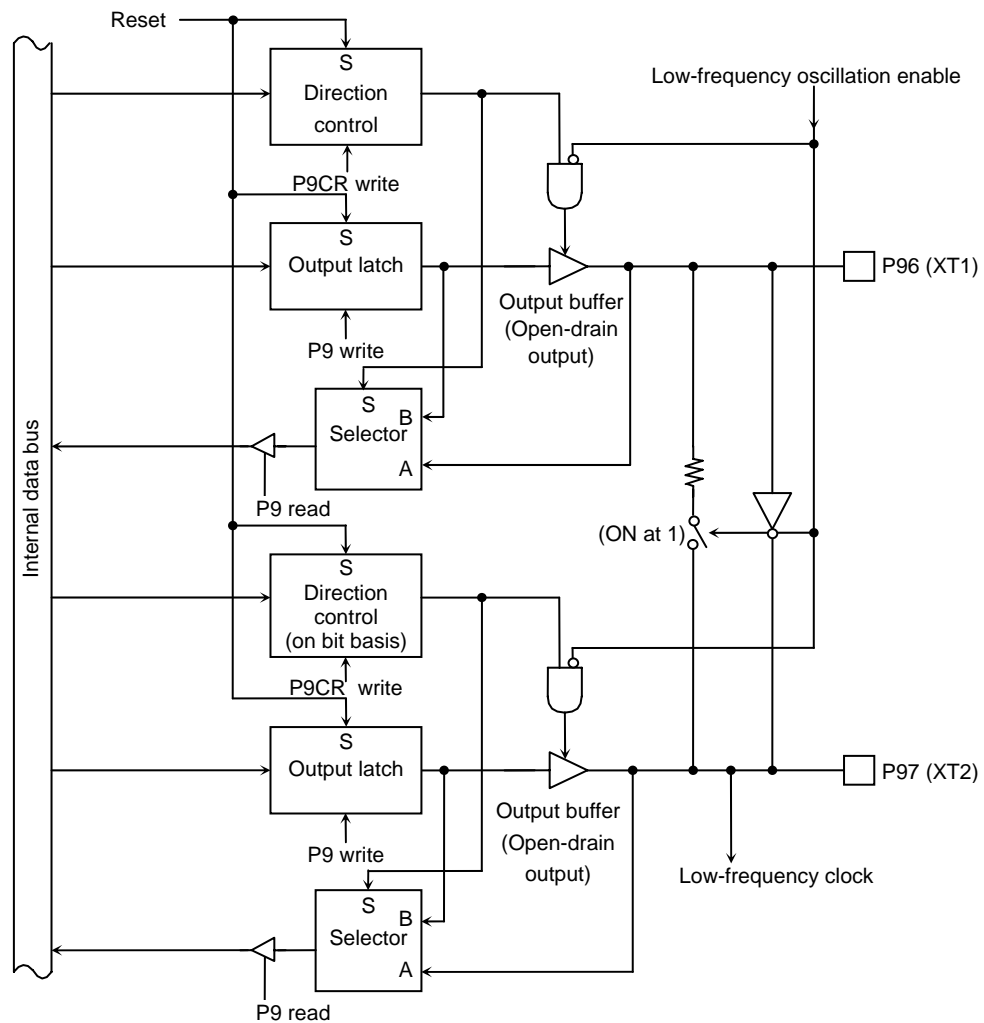 Reset
S
Direction
control
Low-frequency oscillation enable
P9CR write
S
Output latch
P96 (XT1)
Output buffer
(Open-drain
output)
P9 write
S
B
Selector
A
P9 read
Internal data bus
(ON at 1)
S
Direction
control
(on bit basis)
P9CR write
S
Output latch
P97 (XT2)
Output buffer
(Open-drain
output)
P9 write
Low-frequency clock
S
B
Selector
A
P9 read